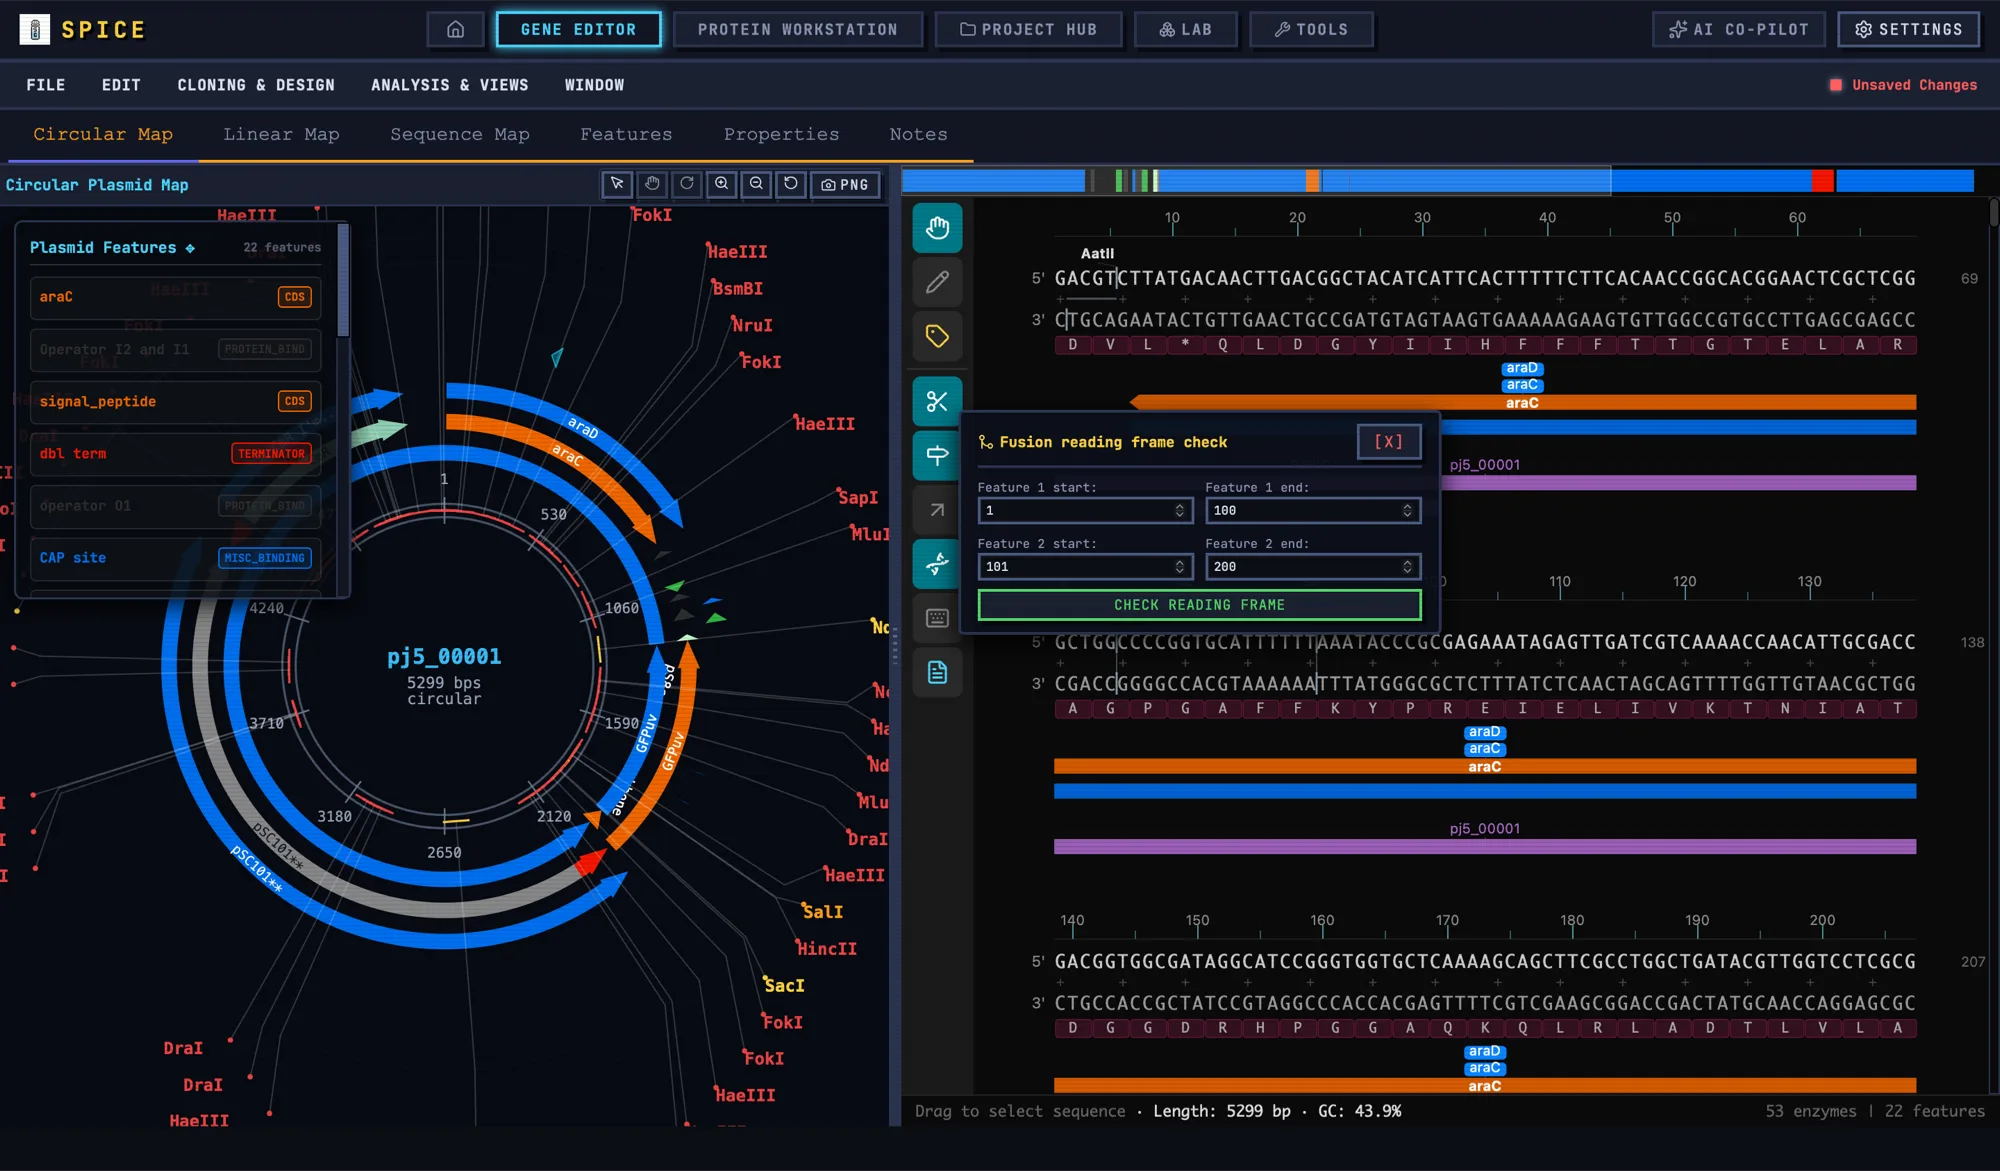 SPICE
GENE EDITOR
PROTEIN WORKSTATION
PROJECT HUB
LAB
TOOLS
AI CO-PILOT
SETTINGS
FILE
EDIT
CLONING & DESIGN
ANALYSIS & VIEWS
WINDOW
Unsaved Changes
Circular Map
Linear Map
Sequence Map
Features
Properties
Notes
Circular Plasmid Map
PNG
Plasmid Features
22 features
araC CDS
Operator I2 and I1 PROTEIN_BIND
signal_peptide CDS
dbl term TERMINATOR
operator O1 PROTEIN_BIND
CAP site MISC_BINDING
HaeIII
FokI
HaeIII
BsmBI
NruI
FokI
HaeIII
SapI
MluI
DraI
HaeIII
SalI
HincII
SacI
FokI
FokI
HaeIII
DraI
DraI
HaeIII
araD
araC
1
530
1060
1590
2120
2650
3180
3710
4240
pj5_00001
5299 bps
circular
GFPuv
GFPuv
pSC101**
pSC101**
10 20 30 40 50 60
AatII
5' GACGTCTTATGACAACTTGACGGCTACATCATTCACTTTTTCTTCACAACCGGCACGGAACTCGCTCGG 69
3' CTGCAGAATACTGTTGAACTGCCGATGTAGTAAGTGAAAAAGAAGTGTTGGCCGTGCCTTGAGCGAGCC
D V L * Q L D G Y I I H F F F T T G T E L A R
araD
araC
araC
pj5_00001
Fusion reading frame check
[X]
Feature 1 start:
Feature 1 end:
1
100
Feature 2 start:
Feature 2 end:
101
200
CHECK READING FRAME
110 120 130
5' GCTGGCCCCGGTGCATTTTTTAAATACCCGCGAGAAATAGAGTTGATCGTCAAAACCAACATTGCGACC 138
3' CGACCGGGGCCACGTAAAAAATTTATGGGCGCTCTTTATCTCAACTAGCAGTTTTGGTTGTAACGCTGG
A G P G A F F K Y P R E I E L I V K T N I A T
araD
araC
araC
pj5_00001
140 150 160 170 180 190 200
5' GACGGTGGCGATAGGCATCCGGGTGGTGCTCAAAAGCAGCTTCGCCTGGCTGATACGTTGGTCCTCGCG 207
3' CTGCCACCGCTATCCGTAGGCCCACCACGAGTTTTCGTCGAAGCGGACCGACTATGCAACCAGGAGCGC
D G G D R H P G G A Q K Q L R L A D T L V L A
araD
araC
araC
Drag to select sequence · Length: 5299 bp · GC: 43.9%
53 enzymes | 22 features